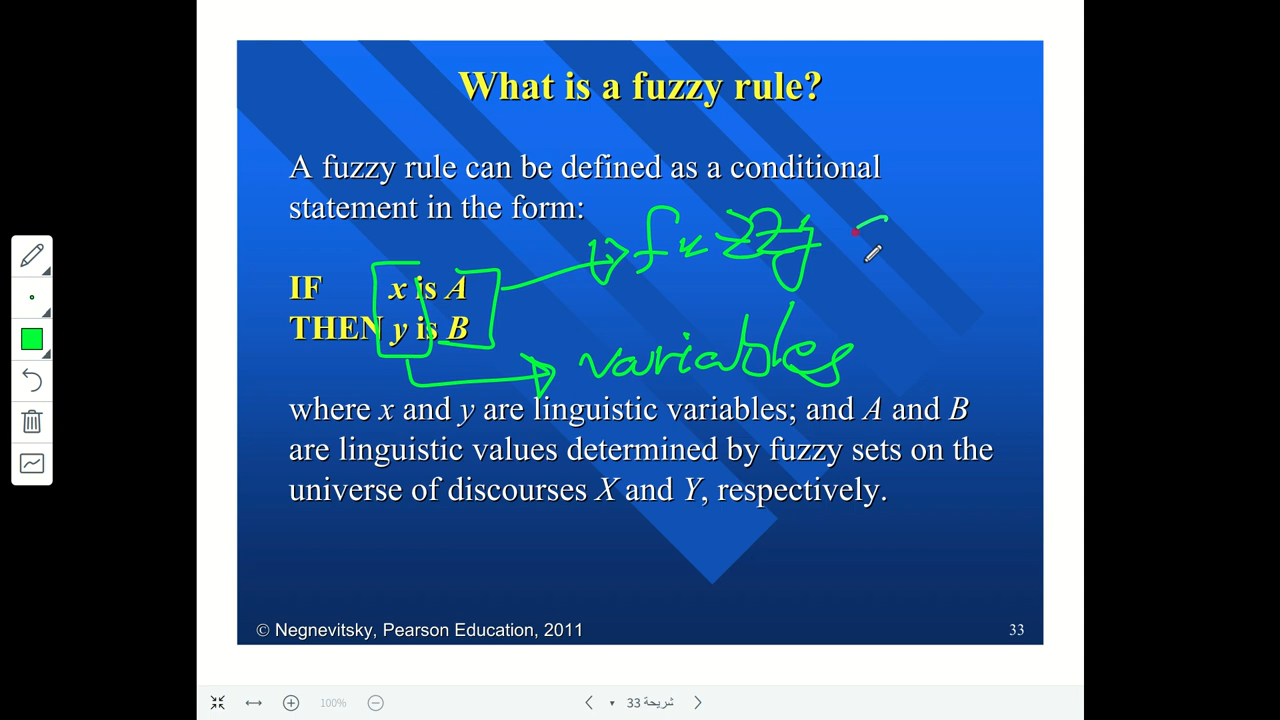 What is a fuzzy rule?
A fuzzy rule can be defined as a conditional
statement in the form:
fuzzy
IF x is A
THEN y is B
variables
where x and y are linguistic variables; and A and B
are linguistic values determined by fuzzy sets on the
universe of discourses X and Y, respectively.
© Negnevitsky, Pearson Education, 2011
33
100%
شريحة 33